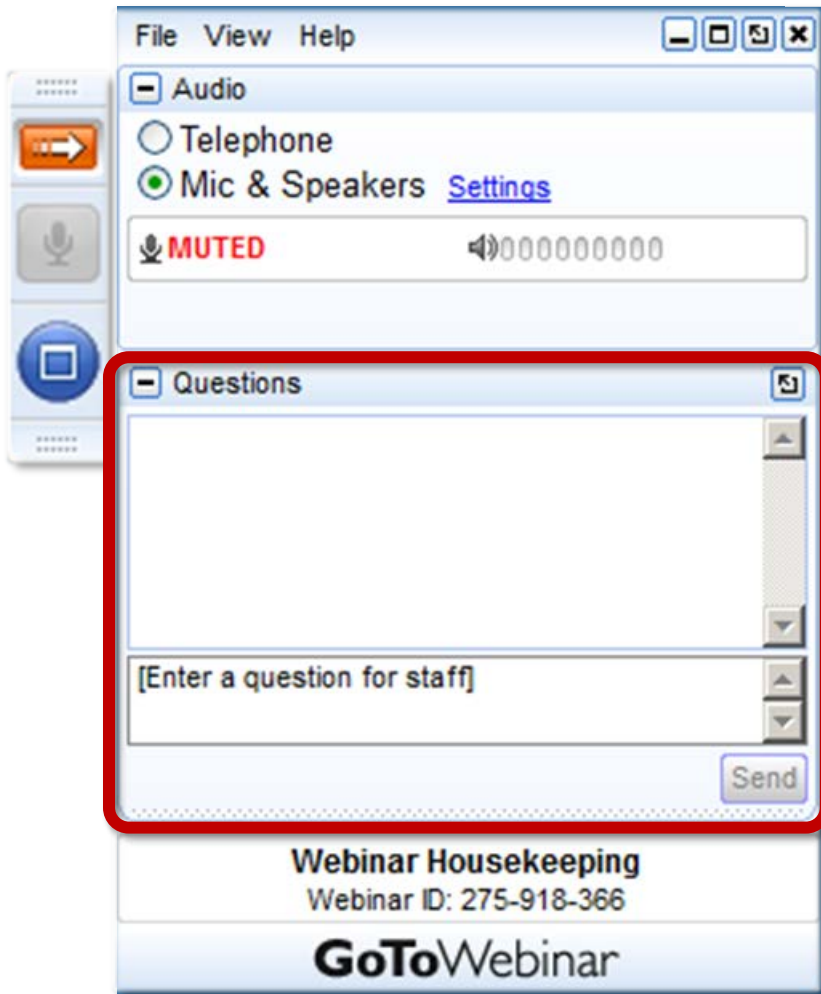 File View Help
Audio
Telephone
Mic & Speakers Settings
MUTED
Questions
[Enter a question for staff]
Send
Webinar Housekeeping
Webinar ID: 275-918-366
GoToWebinar